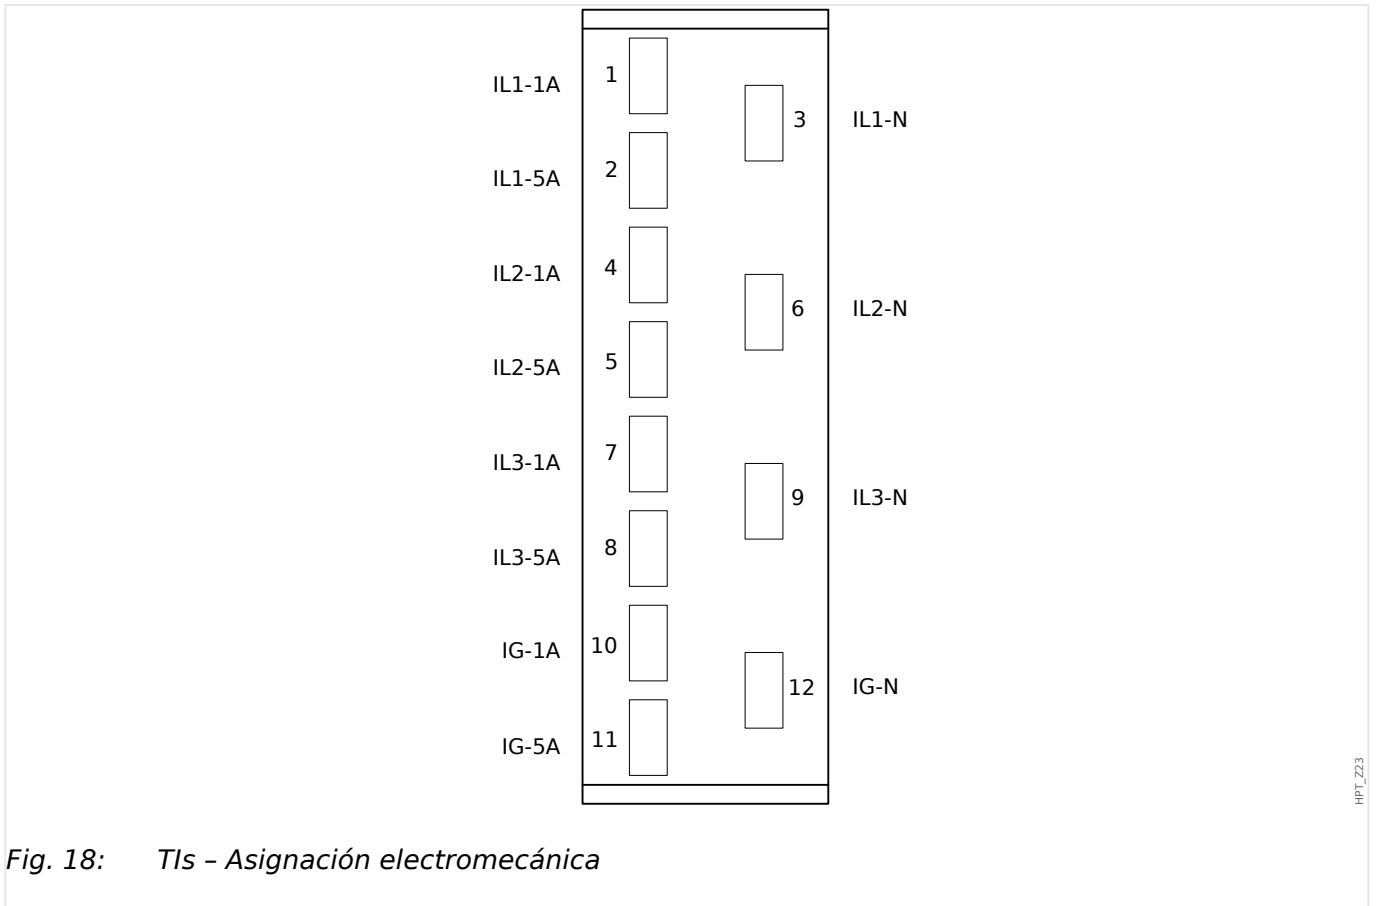 IL1-1A 1
3 IL1-N
IL1-5A 2
IL2-1A 4
6 IL2-N
IL2-5A 5
IL3-1A 7
9 IL3-N
IL3-5A 8
IG-1A 10
12 IG-N
IG-5A 11
HPT_Z23
Fig. 18: TIs – Asignación electromecánica